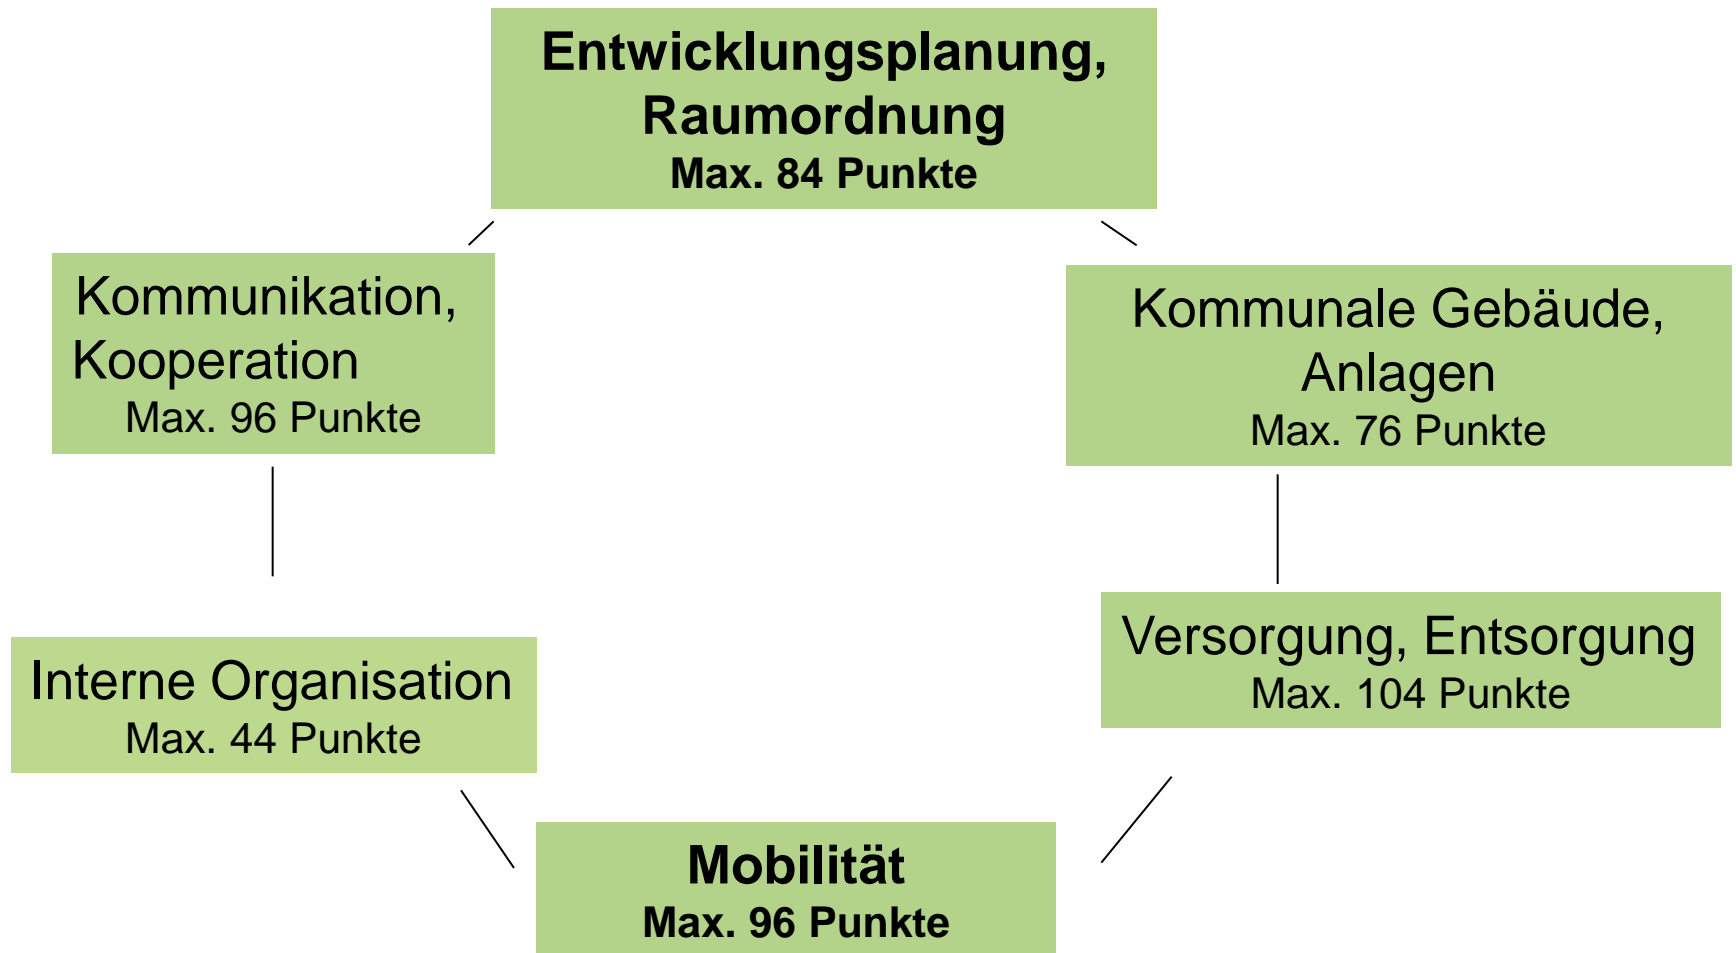 Entwicklungsplanung,
Raumordnung
Max. 84 Punkte
Kommunikation,
Kooperation
Max. 96 Punkte
Kommunale Gebäude,
Anlagen
Max. 76 Punkte
Interne Organisation
Max. 44 Punkte
Versorgung, Entsorgung
Max. 104 Punkte
Mobilität
Max. 96 Punkte